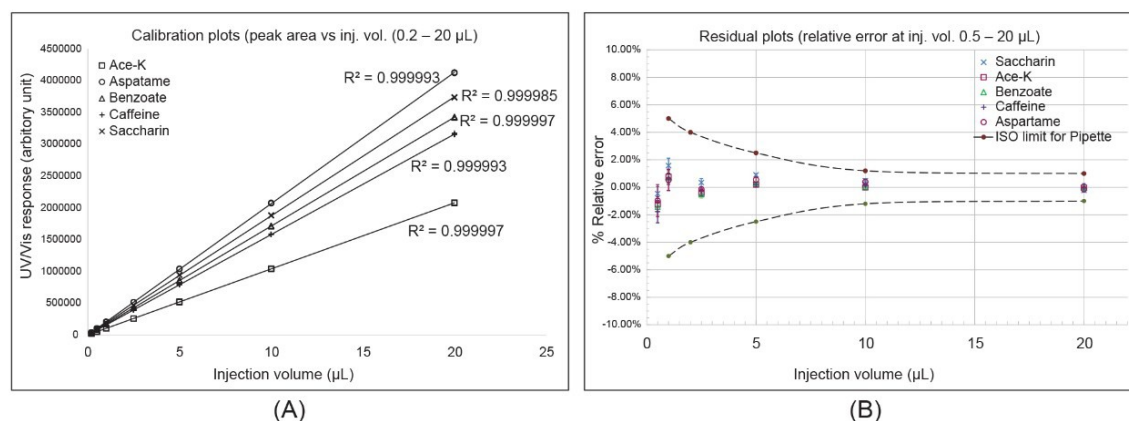 Calibration plots (peak area vs inj. vol. (0.2 – 20 µL)
4500000
4000000
3500000
3000000
2500000
2000000
1500000
1000000
500000
0
UV/Vis response (arbitory unit)
Ace-K
Aspatame
Benzoate
Caffeine
Saccharin
R² = 0.999993
R² = 0.999985
R² = 0.999997
R² = 0.999993
R² = 0.999997
0 5 10 15 20 25
Injection volume (µL)
(A)
Residual plots (relative error at inj. vol. 0.5 – 20 µL)
10.00%
8.00%
6.00%
4.00%
2.00%
0.00%
-2.00%
-4.00%
-6.00%
-8.00%
-10.00%
% Relative error
Saccharin
Ace-K
Benzoate
Caffeine
Aspartame
ISO limit for Pipette
0 5 10 15 20
Injection volume (µL)
(B)